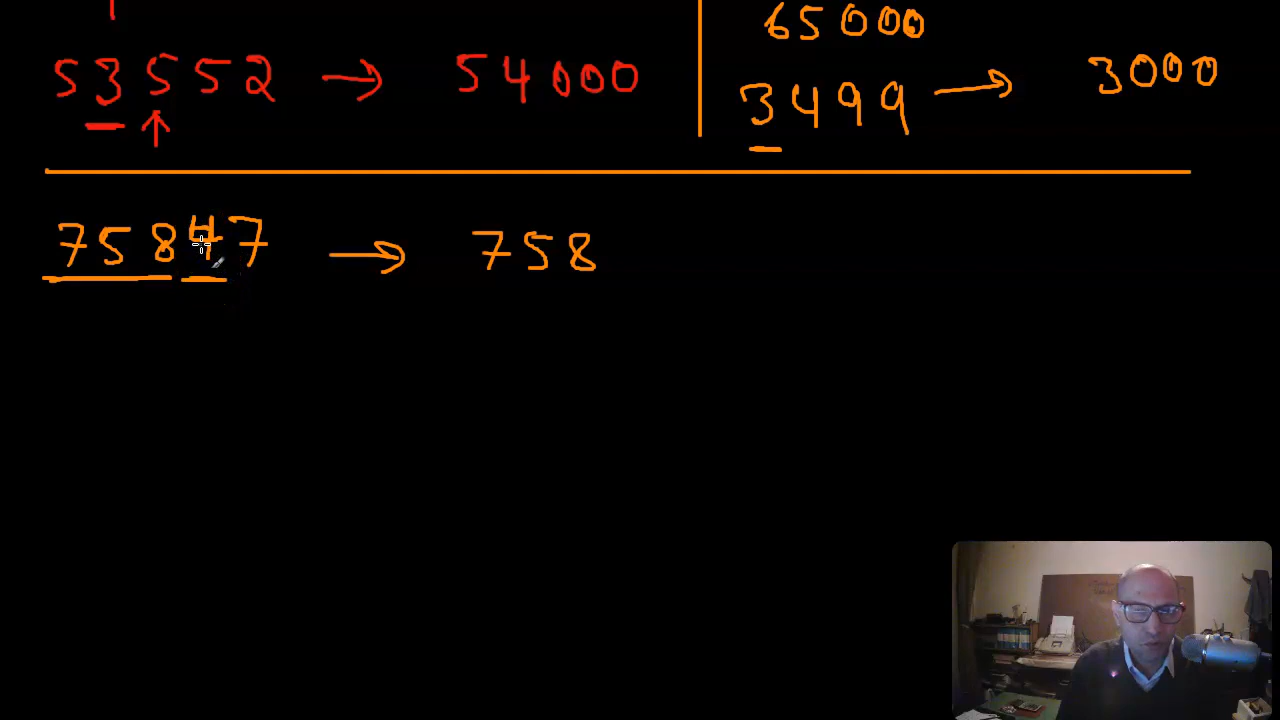 53552 → 54000
65000
3499 → 3000
75847 → 758